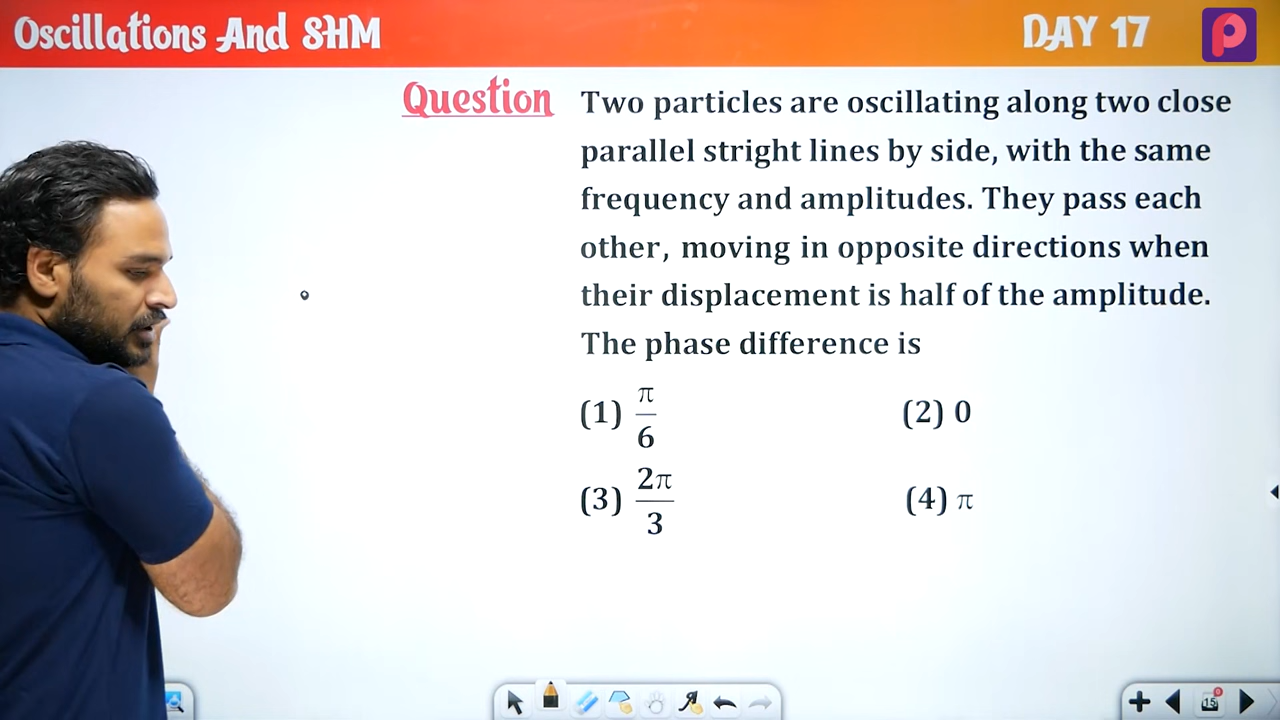 Oscillations And SHM
DAY 17
Question
Two particles are oscillating along two close
parallel stright lines by side, with the same
frequency and amplitudes. They pass each
other, moving in opposite directions when
their displacement is half of the amplitude.
The phase difference is
(1) π/6
(2) 0
(3) 2π/3
(4) π
15